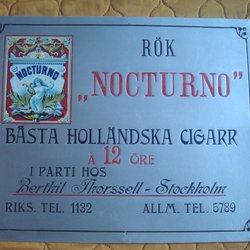 NOCTURNO
RÖK
„NOCTURNO”
BÄSTA HOLLÄNDSKA CIGARR
À 12 ÖRE
I PARTI HOS
Berthil Thorssell - Stockholm
RIKS. TEL. 1132 ALLM. TEL. 5789